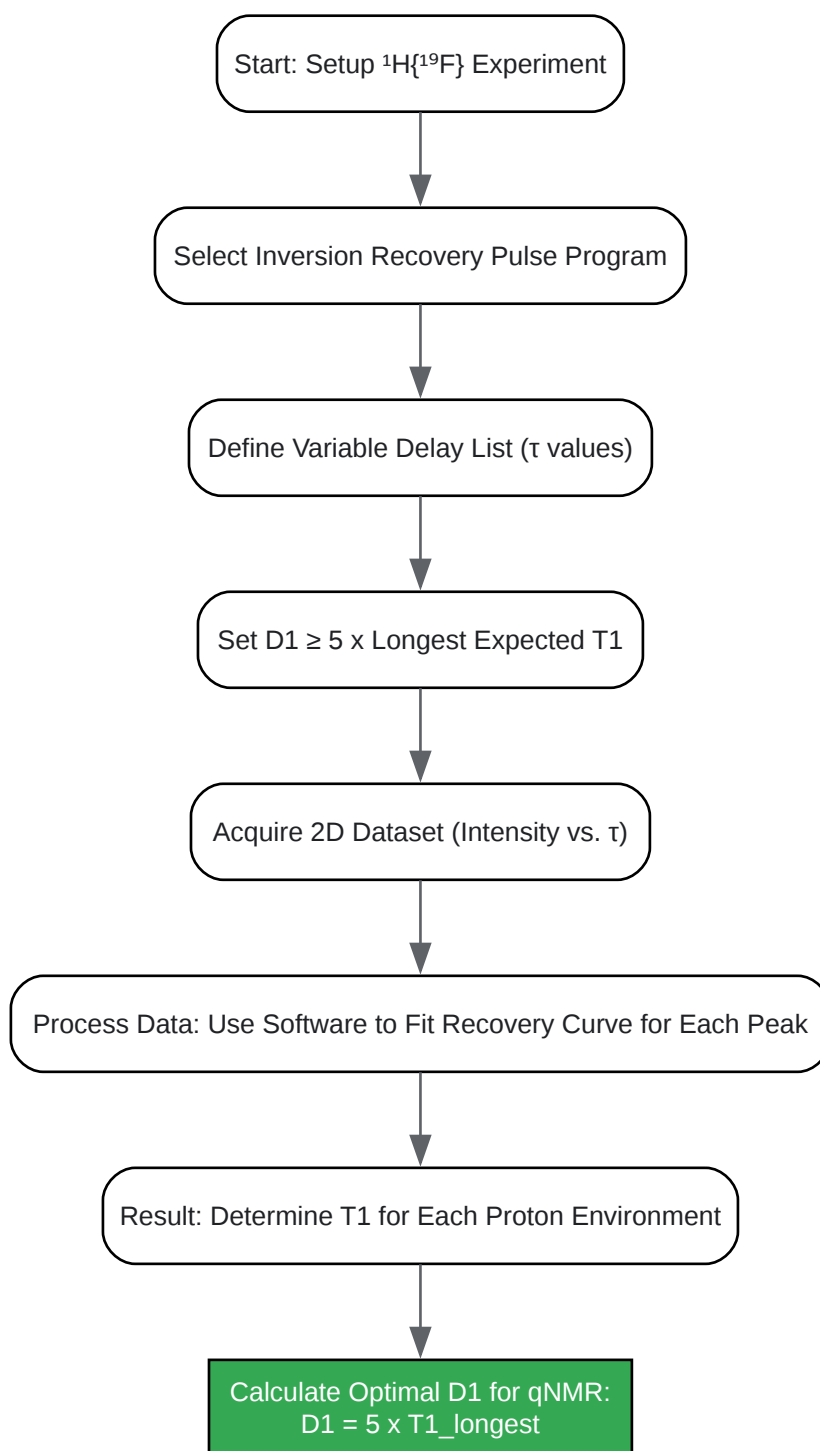 Start: Setup ¹H{¹⁹F} Experiment
Select Inversion Recovery Pulse Program
Define Variable Delay List (τ values)
Set D1 ≥ 5 x Longest Expected T1
Acquire 2D Dataset (Intensity vs. τ)
Process Data: Use Software to Fit Recovery Curve for Each Peak
Result: Determine T1 for Each Proton Environment
Calculate Optimal D1 for qNMR:
D1 = 5 x T1_longest